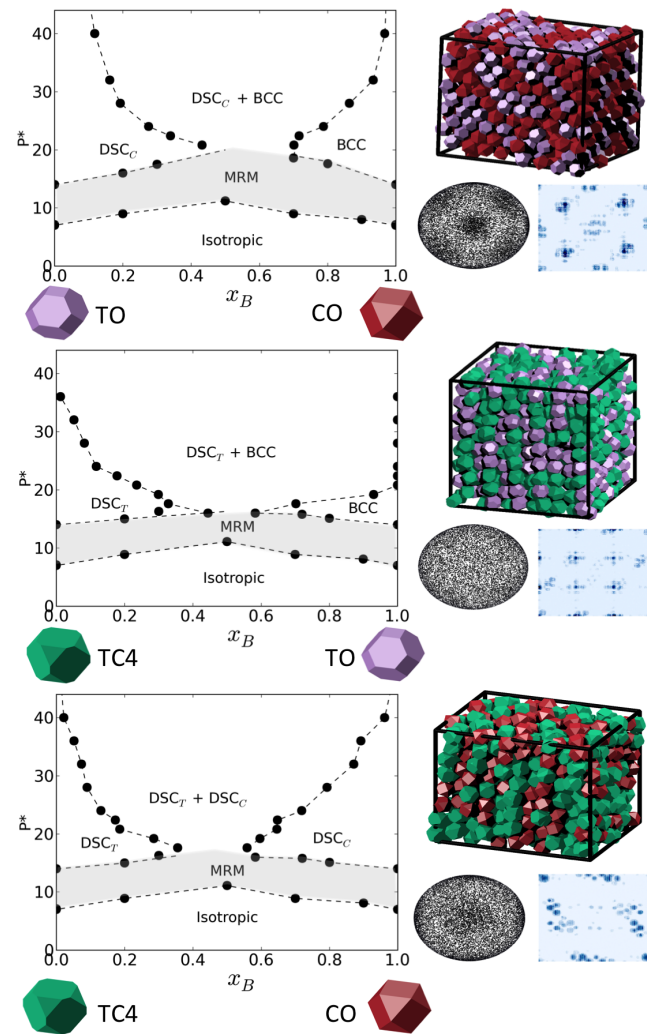 40
30
20
10
0
P*
DSC_C + BCC
DSC_C
BCC
MRM
Isotropic
0.0 0.2 0.4 0.6 0.8 1.0
x_B
TO CO
40
30
20
10
0
P*
DSC_T + BCC
DSC_T
BCC
MRM
Isotropic
0.0 0.2 0.4 0.6 0.8 1.0
x_B
TC4 TO
40
30
20
10
0
P*
DSC_T + DSC_C
DSC_T
DSC_C
MRM
Isotropic
0.0 0.2 0.4 0.6 0.8 1.0
x_B
TC4 CO